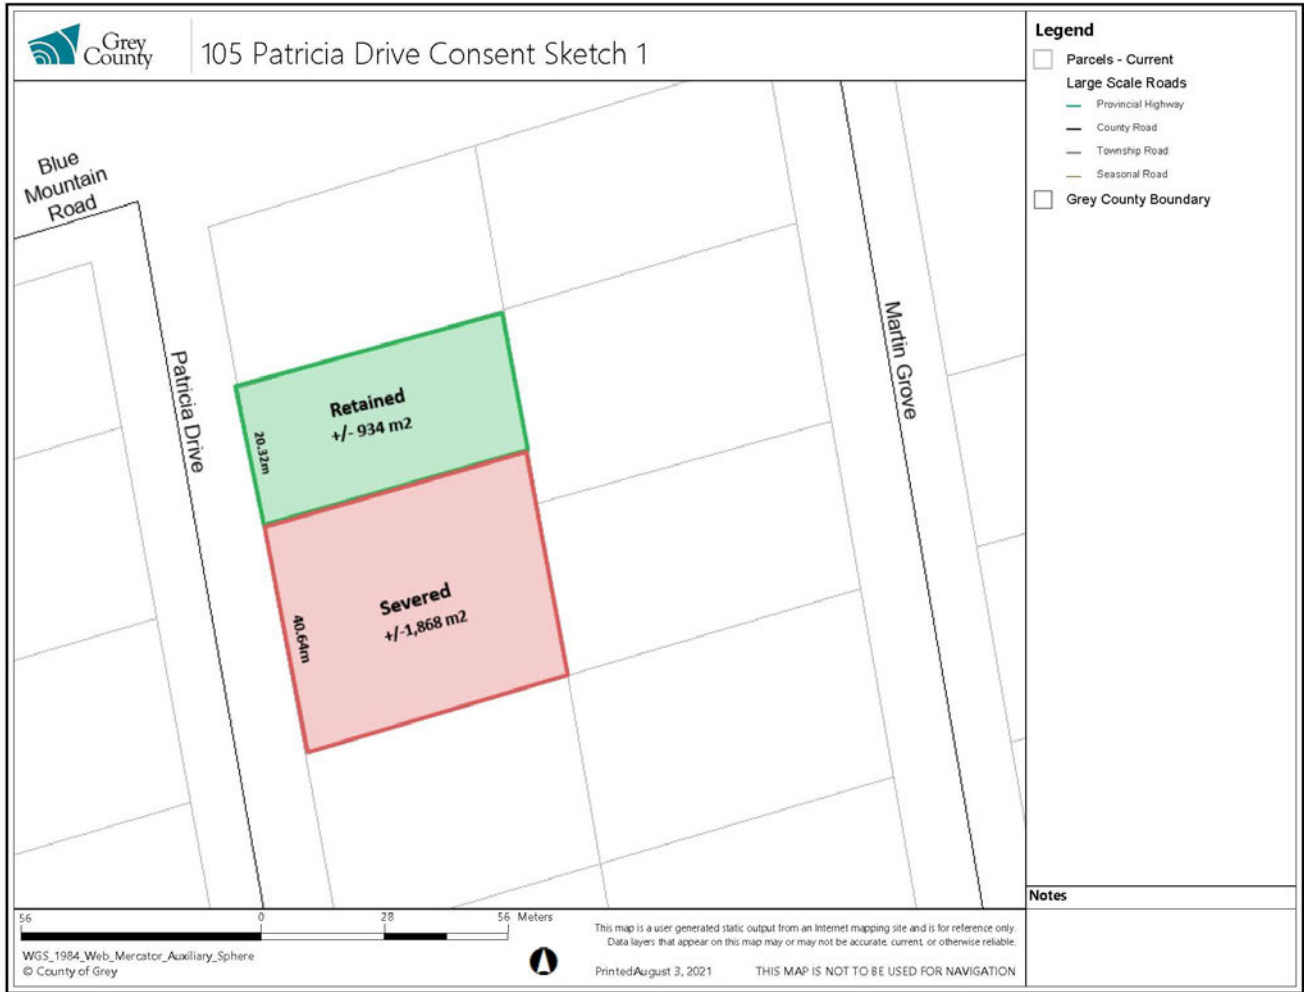 Grey
County
105 Patricia Drive Consent Sketch 1
Legend
Parcels - Current
Large Scale Roads
Provincial Highway
County Road
Township Road
Seasonal Road
Grey County Boundary
Blue
Mountain
Road
Patricia Drive
Martin Grove
Retained
+/- 934 m2
20.32m
Severed
+/-1,868 m2
40.64m
Notes
56 0 28 56 Meters
WGS_1984_Web_Mercator_Auxiliary_Sphere
© County of Grey
This map is a user generated static output from an Internet mapping site and is for reference only.
Data layers that appear on this map may or may not be accurate, current, or otherwise reliable.
PrintedAugust 3, 2021
THIS MAP IS NOT TO BE USED FOR NAVIGATION